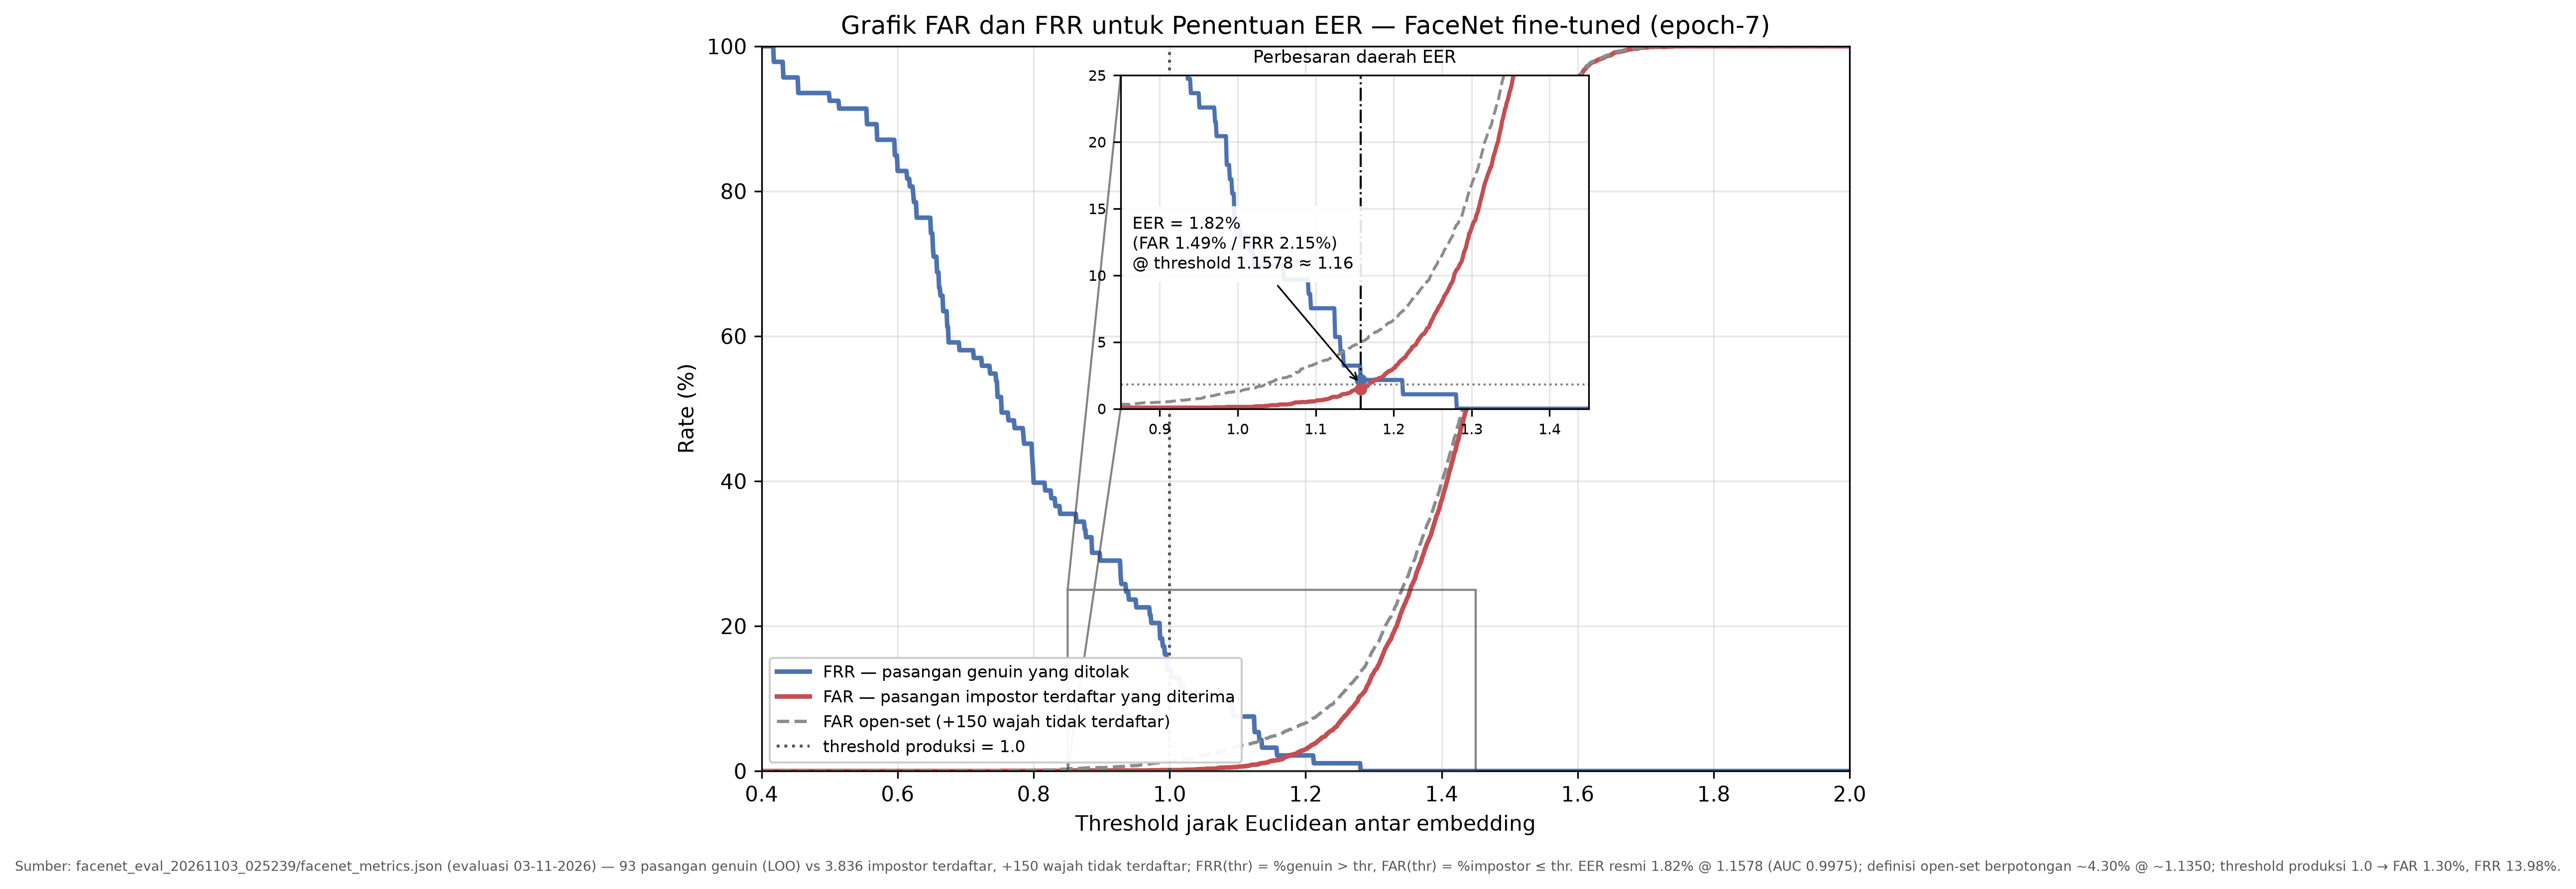 Grafik FAR dan FRR untuk Penentuan EER — FaceNet fine-tuned (epoch-7)
Perbesaran daerah EER
Rate (%)
100
80
60
40
20
0
25
20
15
10
5
0
EER = 1.82%
(FAR 1.49% / FRR 2.15%)
@ threshold 1.1578 ≈ 1.16
0.9 1.0 1.1 1.2 1.3 1.4
FRR — pasangan genuin yang ditolak
FAR — pasangan impostor terdaftar yang diterima
FAR open-set (+150 wajah tidak terdaftar)
threshold produksi = 1.0
0.4 0.6 0.8 1.0 1.2 1.4 1.6 1.8 2.0
Threshold jarak Euclidean antar embedding
Sumber: facenet_eval_20261103_025239/facenet_metrics.json (evaluasi 03-11-2026) — 93 pasangan genuin (LOO) vs 3.836 impostor terdaftar, +150 wajah tidak terdaftar; FRR(thr) = %genuin > thr, FAR(thr) = %impostor ≤ thr. EER resmi 1.82% @ 1.1578 (AUC 0.9975); definisi open-set berpotongan ~4.30% @ ~1.1350; threshold produksi 1.0 → FAR 1.30%, FRR 13.98%.